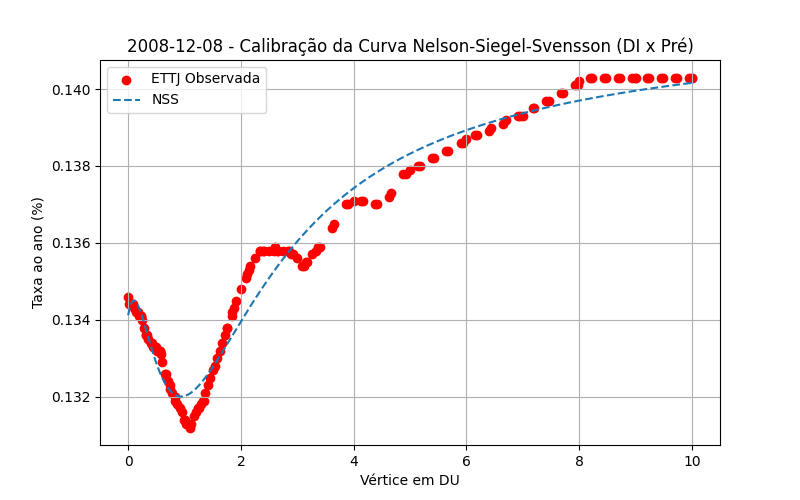 2008-12-08 - Calibração da Curva Nelson-Siegel-Svensson (DI x Pré)
ETTJ Observada
NSS
Taxa ao ano (%)
0.140
0.138
0.136
0.134
0.132
0 2 4 6 8 10
Vértice em DU